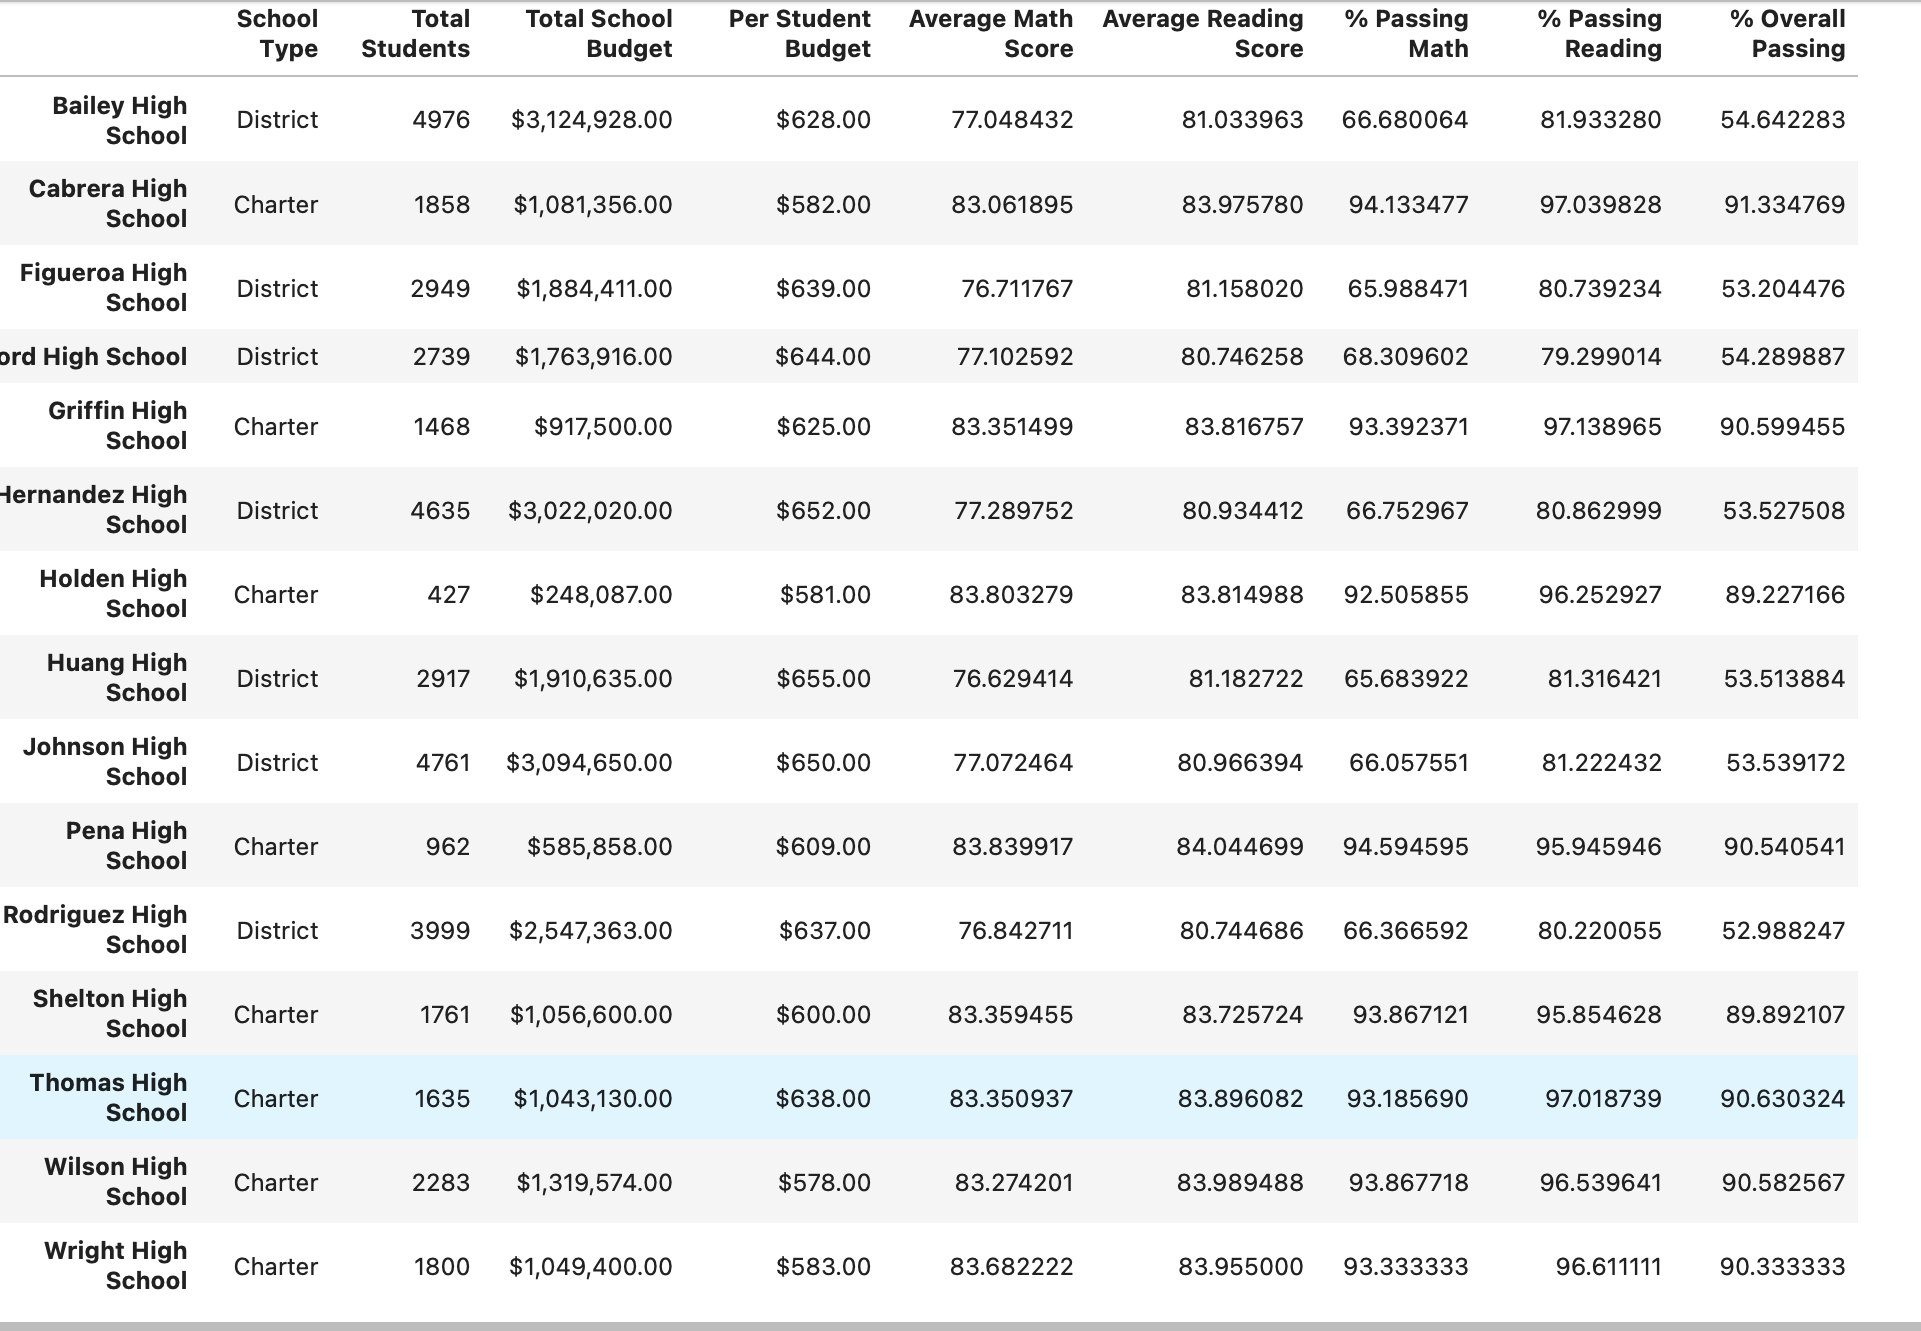 School Type Total Students Total School Budget Per Student Budget Average Math Score Average Reading Score % Passing Math % Passing Reading % Overall Passing
Bailey High School District 4976 $3,124,928.00 $628.00 77.048432 81.033963 66.680064 81.933280 54.642283
Cabrera High School Charter 1858 $1,081,356.00 $582.00 83.061895 83.975780 94.133477 97.039828 91.334769
Figueroa High School District 2949 $1,884,411.00 $639.00 76.711767 81.158020 65.988471 80.739234 53.204476
ord High School District 2739 $1,763,916.00 $644.00 77.102592 80.746258 68.309602 79.299014 54.289887
Griffin High School Charter 1468 $917,500.00 $625.00 83.351499 83.816757 93.392371 97.138965 90.599455
Hernandez High School District 4635 $3,022,020.00 $652.00 77.289752 80.934412 66.752967 80.862999 53.527508
Holden High School Charter 427 $248,087.00 $581.00 83.803279 83.814988 92.505855 96.252927 89.227166
Huang High School District 2917 $1,910,635.00 $655.00 76.629414 81.182722 65.683922 81.316421 53.513884
Johnson High School District 4761 $3,094,650.00 $650.00 77.072464 80.966394 66.057551 81.222432 53.539172
Pena High School Charter 962 $585,858.00 $609.00 83.839917 84.044699 94.594595 95.945946 90.540541
Rodriguez High School District 3999 $2,547,363.00 $637.00 76.842711 80.744686 66.366592 80.220055 52.988247
Shelton High School Charter 1761 $1,056,600.00 $600.00 83.359455 83.725724 93.867121 95.854628 89.892107
Thomas High School Charter 1635 $1,043,130.00 $638.00 83.350937 83.896082 93.185690 97.018739 90.630324
Wilson High School Charter 2283 $1,319,574.00 $578.00 83.274201 83.989488 93.867718 96.539641 90.582567
Wright High School Charter 1800 $1,049,400.00 $583.00 83.682222 83.955000 93.333333 96.611111 90.333333